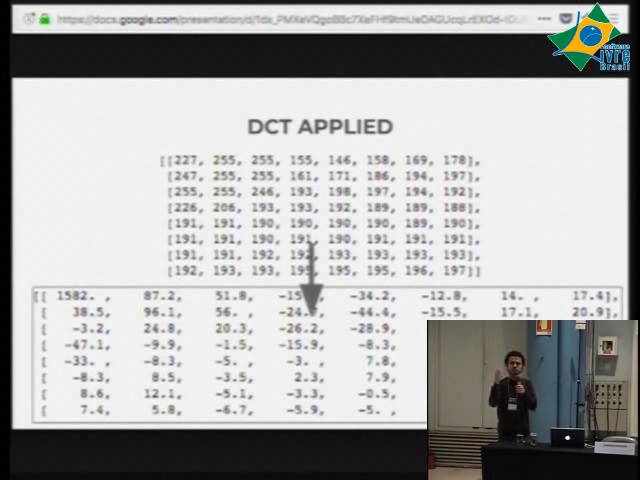 DCT APPLIED
[[227, 255, 255, 155, 146, 158, 169, 178],
[247, 255, 255, 161, 171, 186, 194, 197],
[255, 255, 246, 193, 198, 197, 194, 192],
[226, 206, 193, 193, 192, 189, 189, 188],
[191, 191, 190, 190, 190, 190, 189, 190],
[191, 191, 190, 191, 190, 191, 191, 191],
[191, 191, 192, 192, 193, 193, 193, 193],
[192, 193, 193, 195, 195, 195, 196, 197]]
[[ 1582. , 87.2, 51.8, -34.2, -12.8, 14. , 17.4],
[ 38.5, 96.1, 56. , -44.4, -15.5, 17.1, 20.9],
[ -3.2, 24.8, 20.3, -26.2, -28.9,
[ -47.1, -9.9, -1.5, -15.9, -8.3,
[ -33. , -8.3, -5. , -3. , 7.8,
[ -8.3, 8.5, -3.5, 2.3, 7.9,
[ 8.6, 12.1, -5.1, -3.3, -0.5,
[ 7.4, 5.8, -6.7, -5.9, -5. ,
livre
Brasil